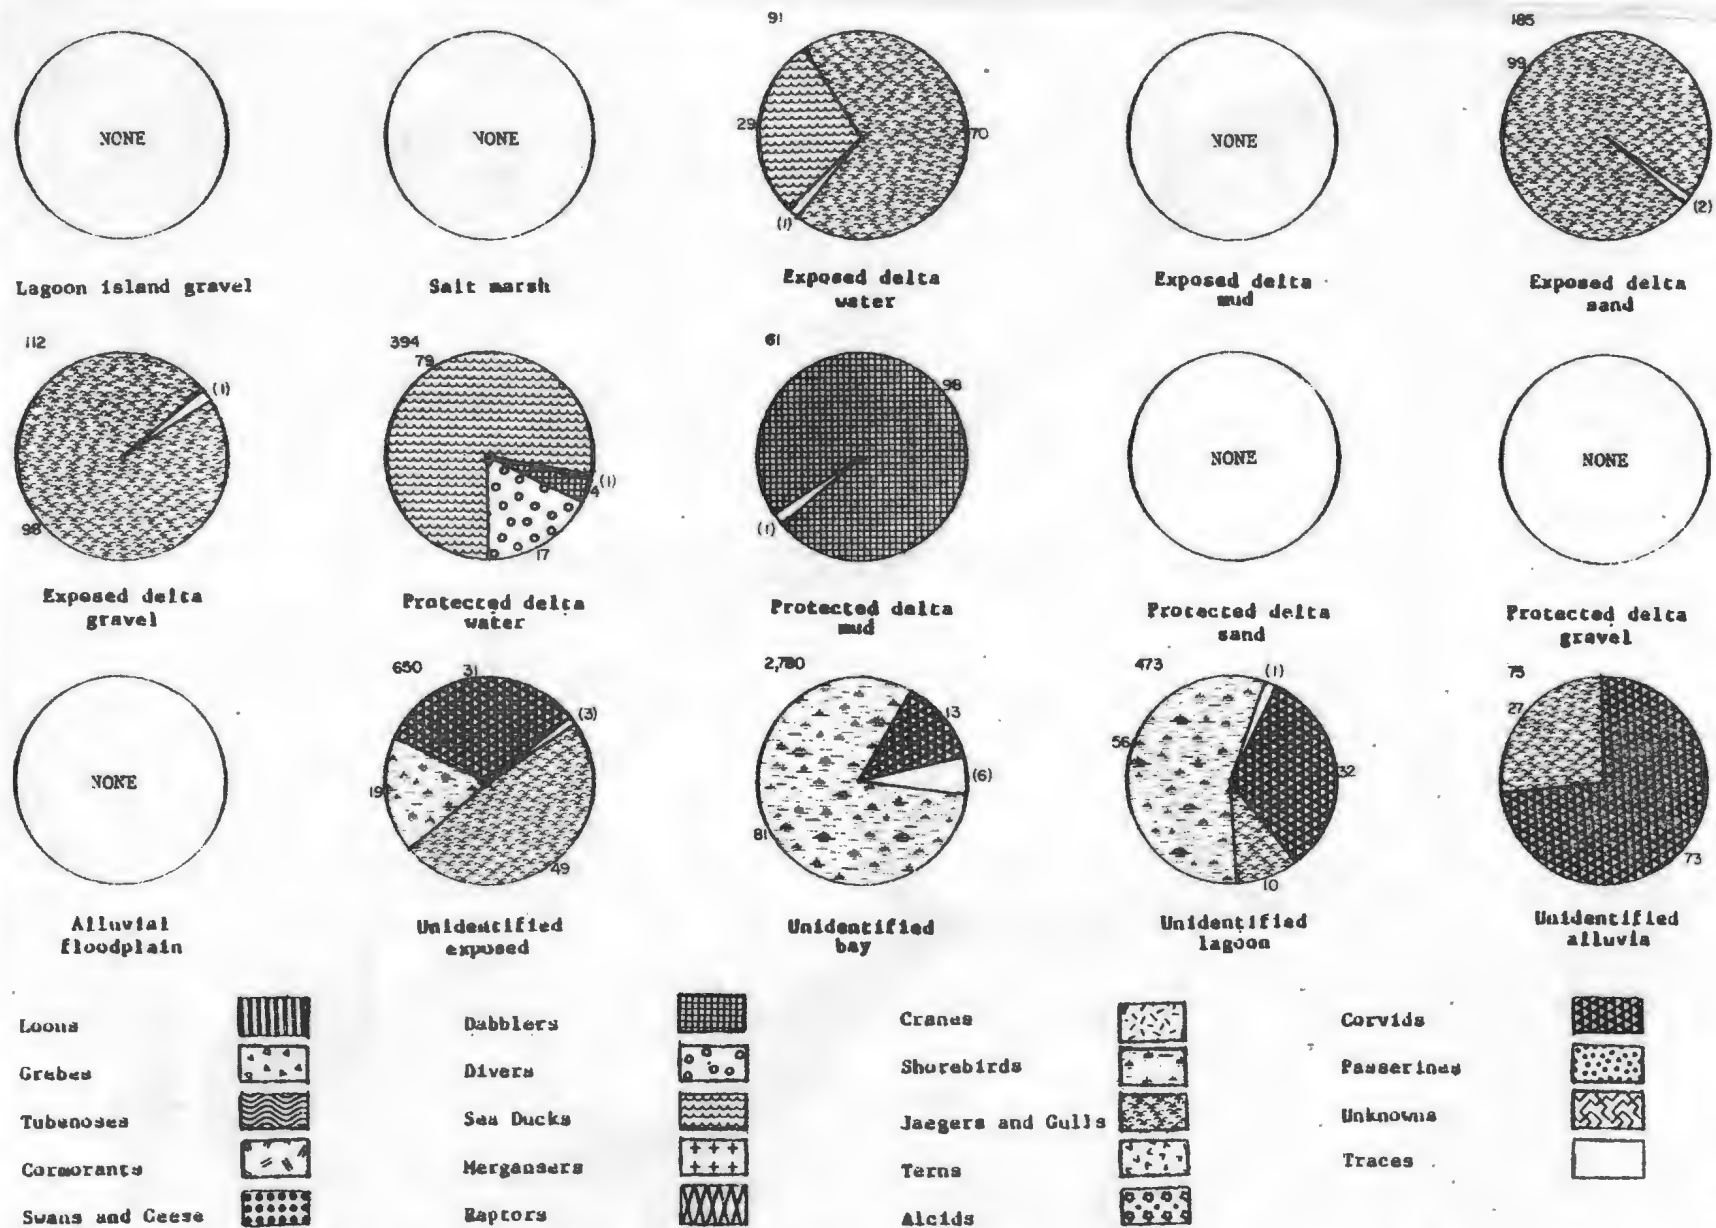 91
185
99
NONE
NONE
29
70
NONE
(1)
(2)
Lagoon island gravel
Salt marsh
Exposed delta
water
Exposed delta
mud
Exposed delta
sand
112
394
79
61
(1)
98
98
(1)
4
17
(1)
NONE
NONE
Exposed delta
gravel
Protected delta
water
Protected delta
mud
Protected delta
sand
Protected delta
gravel
NONE
650
31
(3)
19
49
2,780
13
(6)
81
473
(1)
56
32
10
75
27
73
Alluvial
floodplain
Unidentified
exposed
Unidentified
bay
Unidentified
lagoon
Unidentified
alluvia
Loons
Grebes
Tubenoses
Cormorants
Swans and Geese
Dabblers
Divers
Sea Ducks
Mergansers
Raptors
Cranes
Shorebirds
Jaegers and Gulls
Terns
Alcids
Corvids
Passerines
Unknowns
Traces